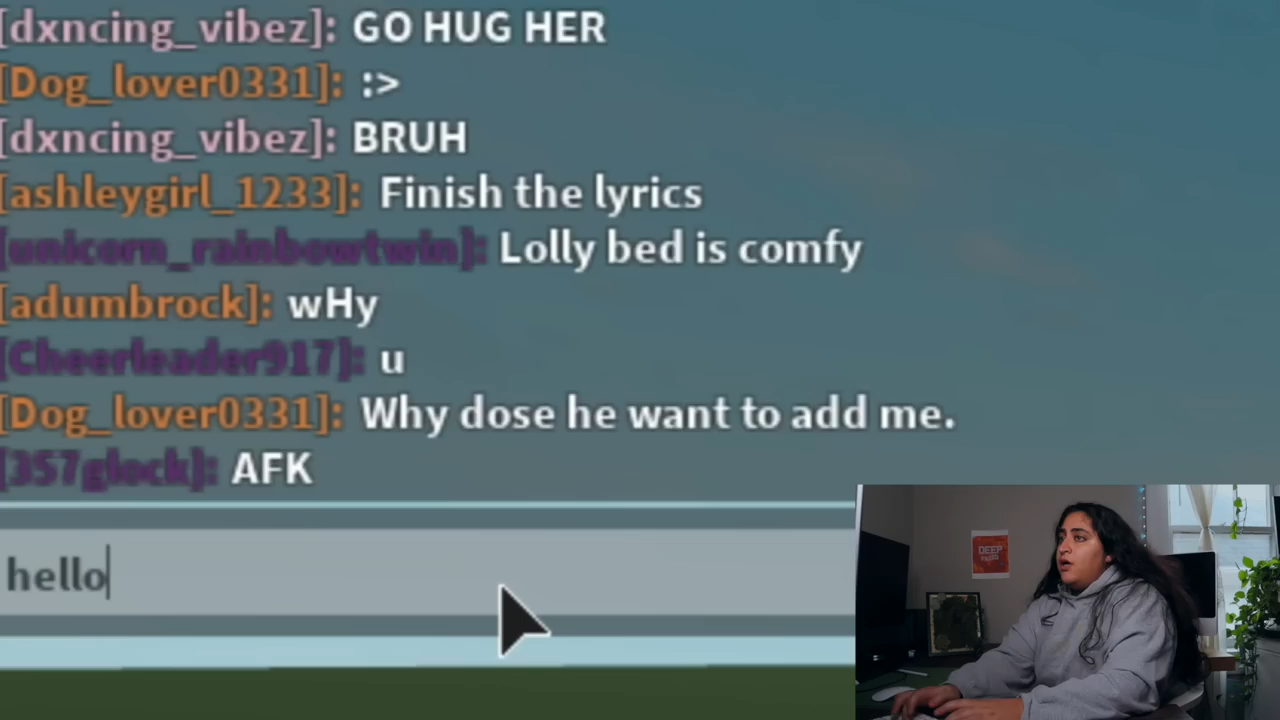 [dxncing_vibez]: GO HUG HER
[Dog_lover0331]: :>
[dxncing_vibez]: BRUH
[ashleygirl_1233]: Finish the lyrics
[unicorn_rainbowtwin]: Lolly bed is comfy
[adumbrock]: wHy
[Cheerleader917]: u
[Dog_lover0331]: Why dose he want to add me.
[357glock]: AFK
hello
DEEP